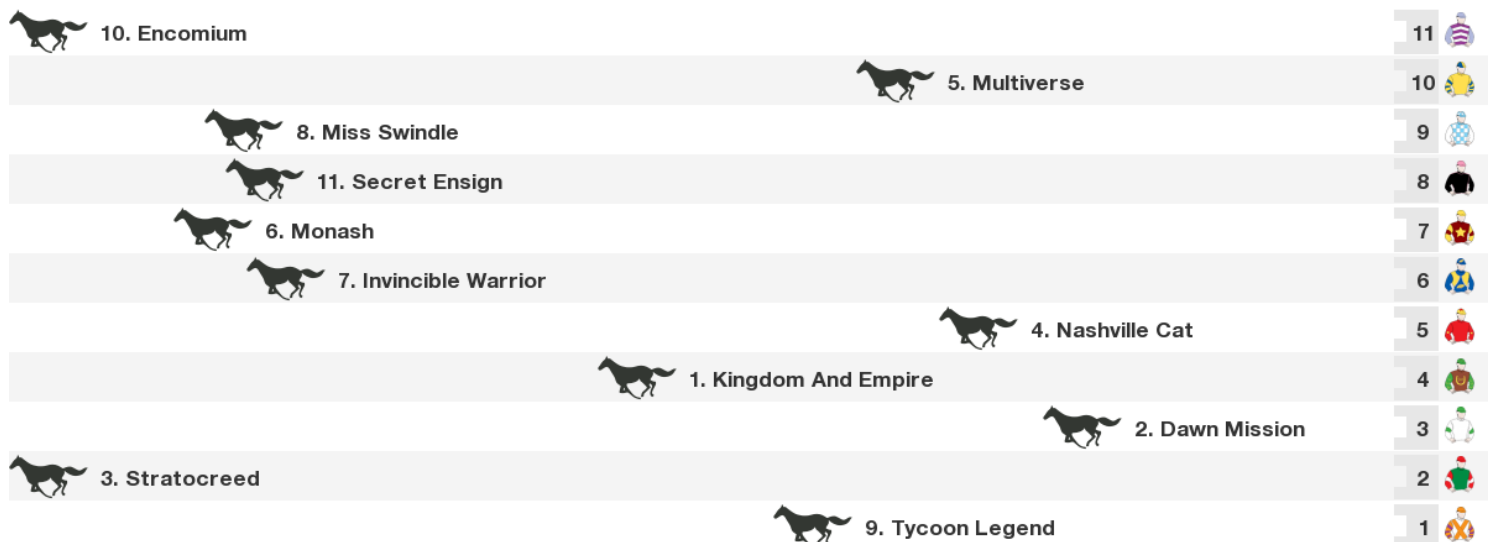 10. Encomium 11
5. Multiverse 10
8. Miss Swindle 9
11. Secret Ensign 8
6. Monash 7
7. Invincible Warrior 6
4. Nashville Cat 5
1. Kingdom And Empire 4
2. Dawn Mission 3
3. Stratocreed 2
9. Tycoon Legend 1